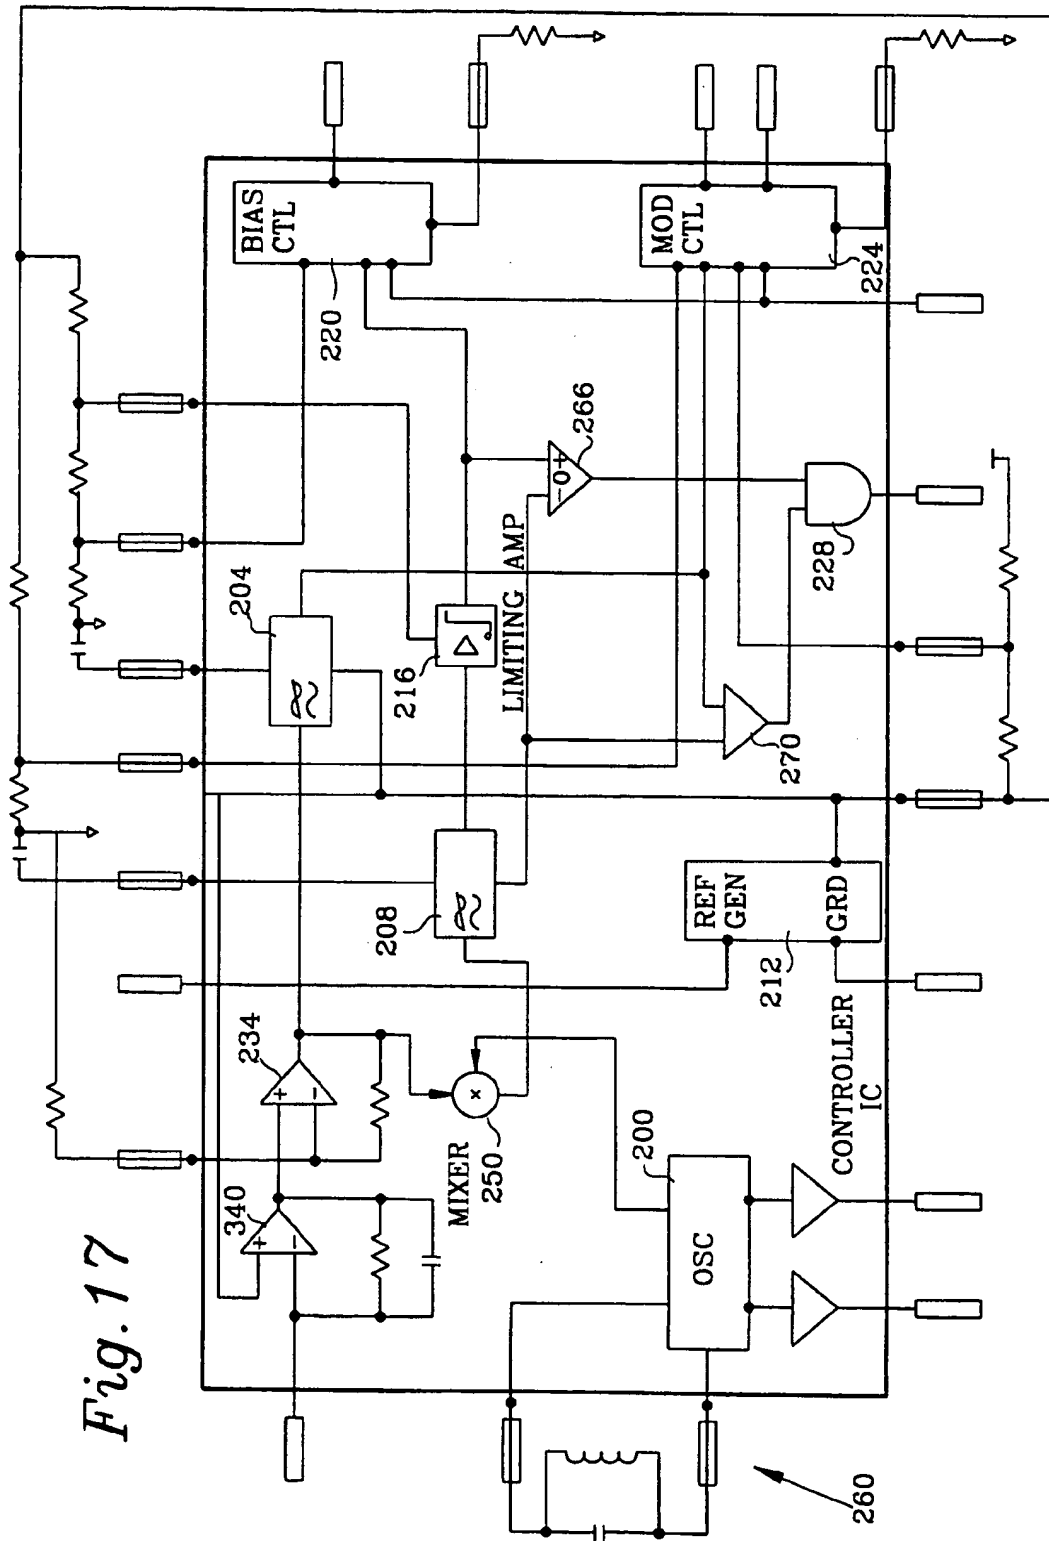 Fig. 17
340
+
-
234
+
-
204
208
216
LIMITING AMP
BIAS
CTL
220
MIXER
250
x
266
-0+
MOD
CTL
224
270
228
200
OSC
REF
GEN
GRD
212
CONTROLLER
IC
260